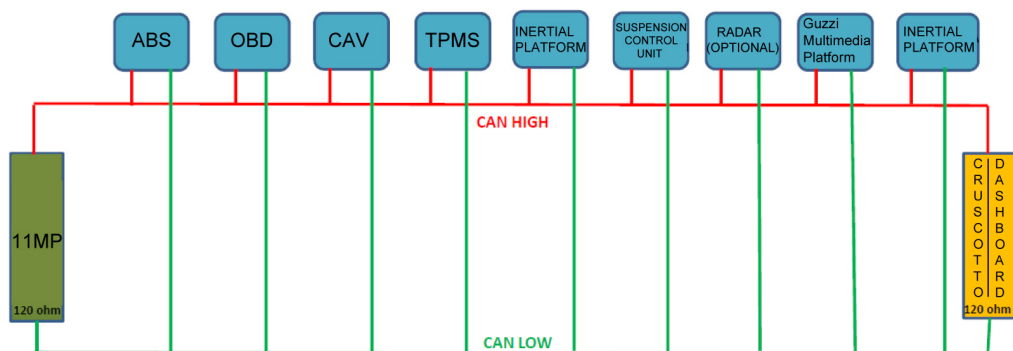 ABS
OBD
CAV
TPMS
INERTIAL
PLATFORM
SUSPENSION
CONTROL
UNIT
RADAR
(OPTIONAL)
Guzzi
Multimedia
Platform
INERTIAL
PLATFORM
CAN HIGH
11MP
120 ohm
CRUSCOTTO
DASHBOARD
120 ohm
CAN LOW